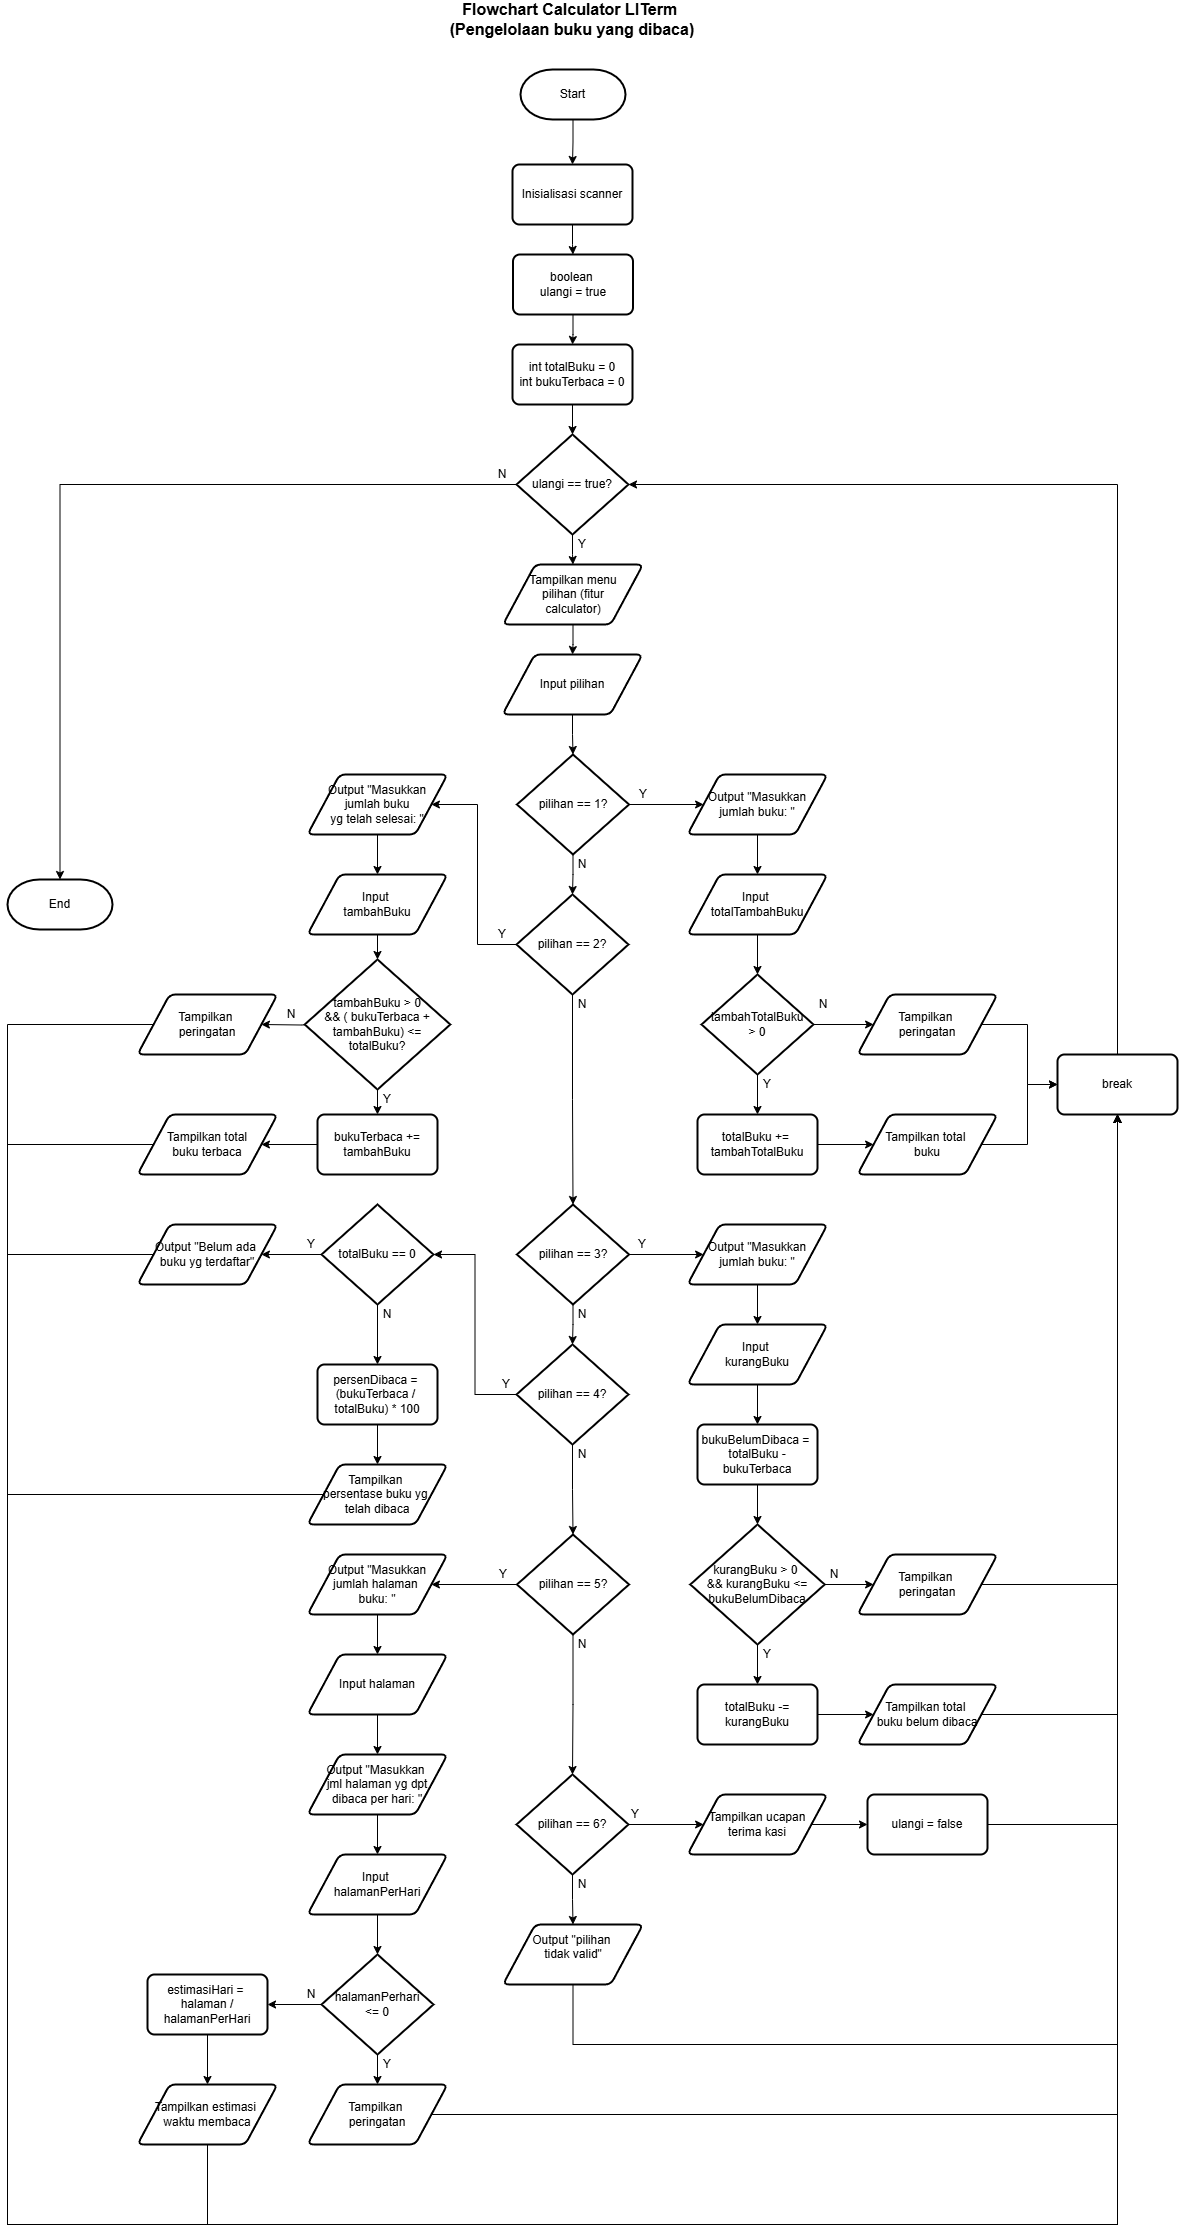 Flowchart Calculator LITerm
(Pengelolaan buku yang dibaca)
Start
Inisialisasi scanner
boolean
ulangi = true
int totalBuku = 0
int bukuTerbaca = 0
ulangi == true?
N
Y
Tampilkan menu
pilihan (fitur
calculator)
Input pilihan
pilihan == 1?
Y
N
Output "Masukkan
jumlah buku: "
Input
totalTambahBuku
tambahTotalBuku
> 0
N
Y
Tampilkan
peringatan
totalBuku +=
tambahTotalBuku
Tampilkan total
buku
break
pilihan == 2?
Y
N
Output "Masukkan
jumlah buku
yg telah selesai: "
Input
tambahBuku
tambahBuku > 0
&& ( bukuTerbaca +
tambahBuku) <=
totalBuku?
N
Y
Tampilkan
peringatan
bukuTerbaca +=
tambahBuku
Tampilkan total
buku terbaca
End
pilihan == 3?
Y
N
Output "Masukkan
jumlah buku: "
Input
kurangBuku
bukuBelumDibaca =
totalBuku -
bukuTerbaca
kurangBuku > 0
&& kurangBuku <=
bukuBelumDibaca
N
Y
Tampilkan
peringatan
totalBuku -=
kurangBuku
Tampilkan total
buku belum dibaca
pilihan == 4?
Y
N
totalBuku == 0
Y
N
Output "Belum ada
buku yg terdaftar"
persenDibaca =
(bukuTerbaca /
totalBuku) * 100
Tampilkan
persentase buku yg
telah dibaca
pilihan == 5?
Y
N
Output "Masukkan
jumlah halaman
buku: "
Input halaman
Output "Masukkan
jml halaman yg dpt
dibaca per hari: "
Input
halamanPerHari
halamanPerhari
<= 0
N
Y
estimasiHari =
halaman /
halamanPerHari
Tampilkan estimasi
waktu membaca
Tampilkan
peringatan
pilihan == 6?
Y
N
Tampilkan ucapan
terima kasi
ulangi = false
Output "pilihan
tidak valid"